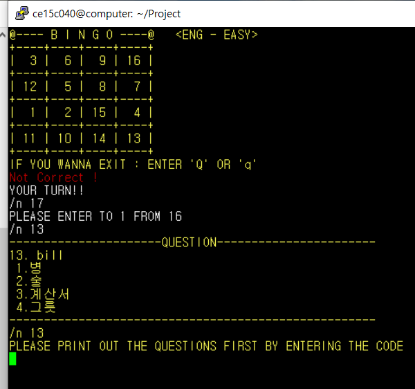 ce15c040@computer: ~/Project
@---- B I N G O ----@ <ENG - EASY>
+----+----+----+----+
| 3 | 6 | 9 | 16 |
+----+----+----+----+
| 12 | 5 | 8 | 7 |
+----+----+----+----+
| 1 | 2 | 15 | 4 |
+----+----+----+----+
| 11 | 10 | 14 | 13 |
+----+----+----+----+
IF YOU WANNA EXIT : ENTER 'Q' OR 'q'
Not Correct !
YOUR TURN!!
/n 17
PLEASE ENTER TO 1 FROM 16
/n 13
----------------------QUESTION-----------------------
13. bill
1.병
2.술
3.계산서
4.그릇
-----------------------------------------------------
/n 13
PLEASE PRINT OUT THE QUESTIONS FIRST BY ENTERING THE CODE